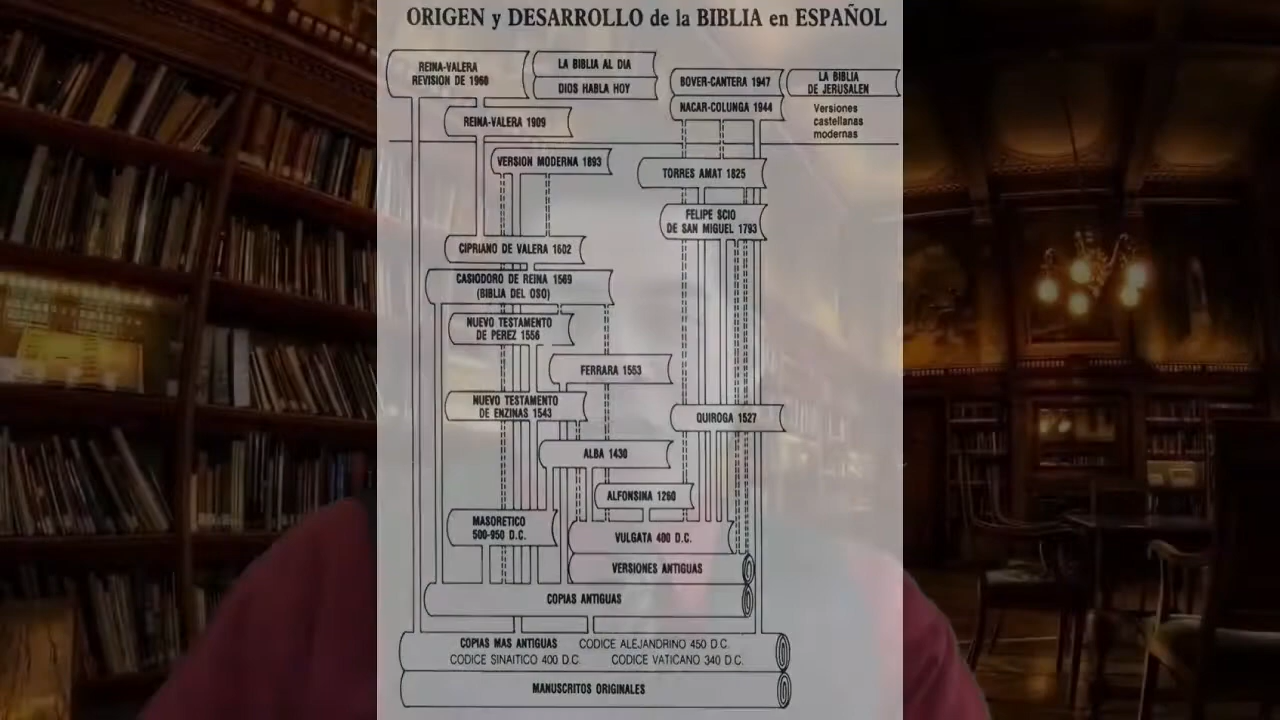 ORIGEN y DESARROLLO de la BIBLIA en ESPAÑOL
REINA-VALERA
REVISION DE 1960
LA BIBLIA AL DIA
DIOS HABLA HOY
BOVER-CANTERA 1947
NACAR-COLUNGA 1944
LA BIBLIA
DE JERUSALEN
Versiones
castellanas
modernas
REINA-VALERA 1909
VERSION MODERNA 1893
TORRES AMAT 1825
FELIPE SCIO
DE SAN MIGUEL 1793
CIPRIANO DE VALERA 1602
CASIODORO DE REINA 1569
(BIBLIA DEL OSO)
NUEVO TESTAMENTO
DE PEREZ 1556
FERRARA 1553
NUEVO TESTAMENTO
DE ENZINAS 1543
QUIROGA 1527
ALBA 1430
ALFONSINA 1260
MASORETICO
500-950 D.C.
VULGATA 400 D.C.
VERSIONES ANTIGUAS
COPIAS ANTIGUAS
COPIAS MAS ANTIGUAS CODICE ALEJANDRINO 450 D.C.
CODICE SINAITICO 400 D.C. CODICE VATICANO 340 D.C.
MANUSCRITOS ORIGINALES